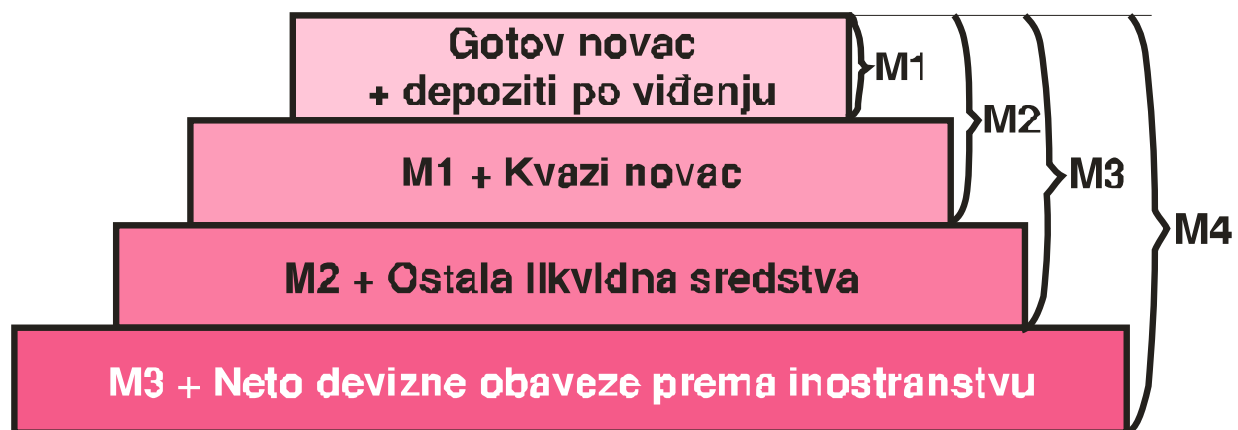 Gotov novac
+ depoziti po viđenju
M1
M1 + Kvazi novac
M2
M2 + Ostala likvidna sredstva
M3
M3 + Neto devizne obaveze prema inostranstvu
M4